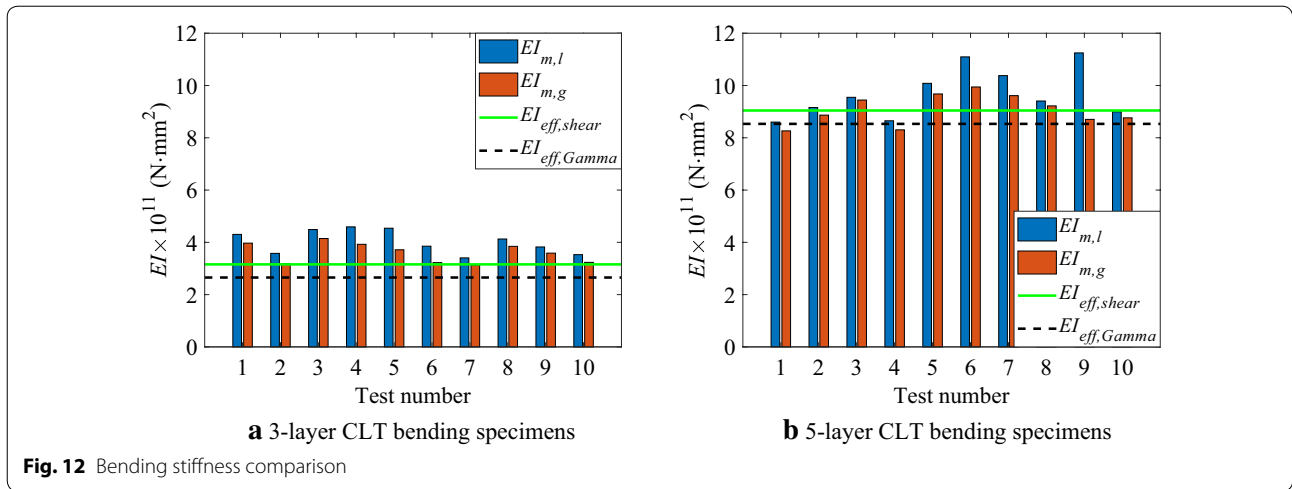 12
10
8
6
4
2
0
EI×10^11 (N·mm^2)
EI_m,l
EI_m,g
EI_eff,shear
EI_eff,Gamma
1 2 3 4 5 6 7 8 9 10
Test number
a 3-layer CLT bending specimens
12
10
8
6
4
2
0
EI×10^11 (N·mm^2)
EI_m,l
EI_m,g
EI_eff,shear
EI_eff,Gamma
1 2 3 4 5 6 7 8 9 10
Test number
b 5-layer CLT bending specimens
Fig. 12 Bending stiffness comparison